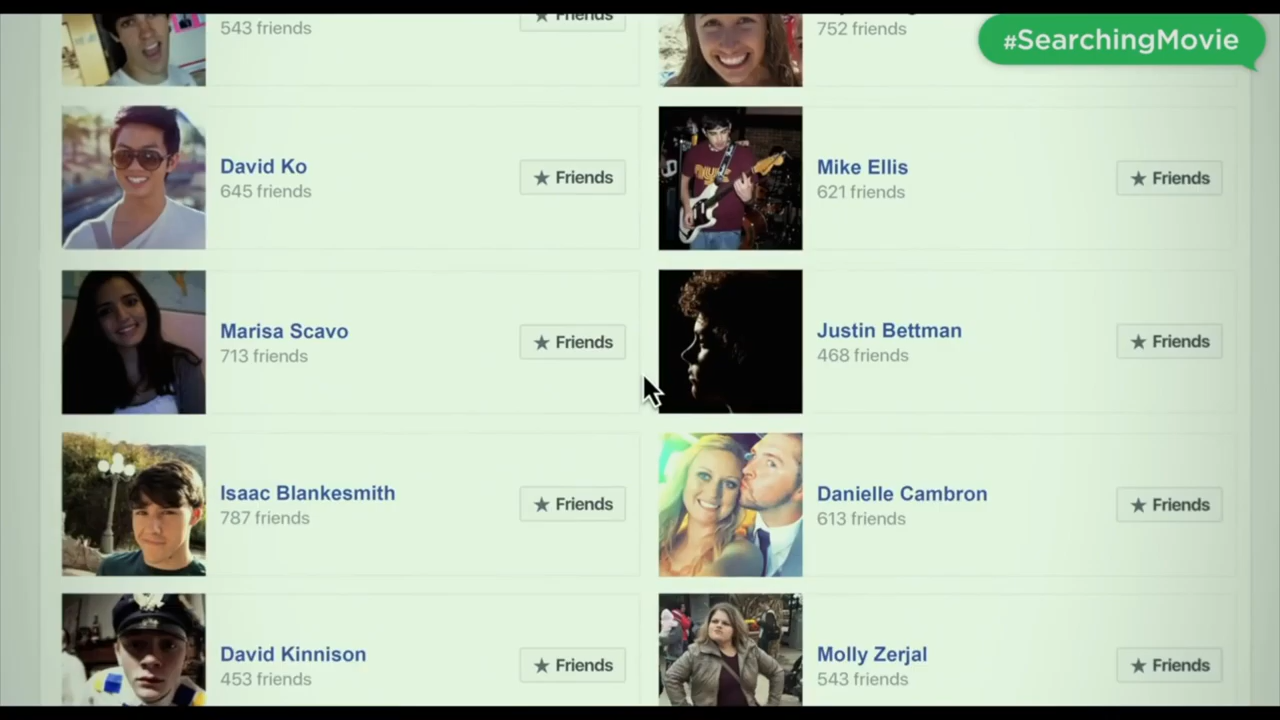 543 friends
Friends
752 friends
#SearchingMovie
David Ko
645 friends
★ Friends
Mike Ellis
621 friends
★ Friends
Marisa Scavo
713 friends
★ Friends
Justin Bettman
468 friends
★ Friends
Isaac Blankesmith
787 friends
★ Friends
Danielle Cambron
613 friends
★ Friends
David Kinnison
453 friends
★ Friends
Molly Zerjal
543 friends
★ Friends